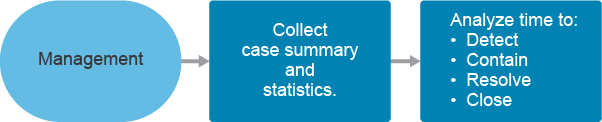 Management
Collect
case summary
and
statistics.
Analyze time to:
• Detect
• Contain
• Resolve
• Close